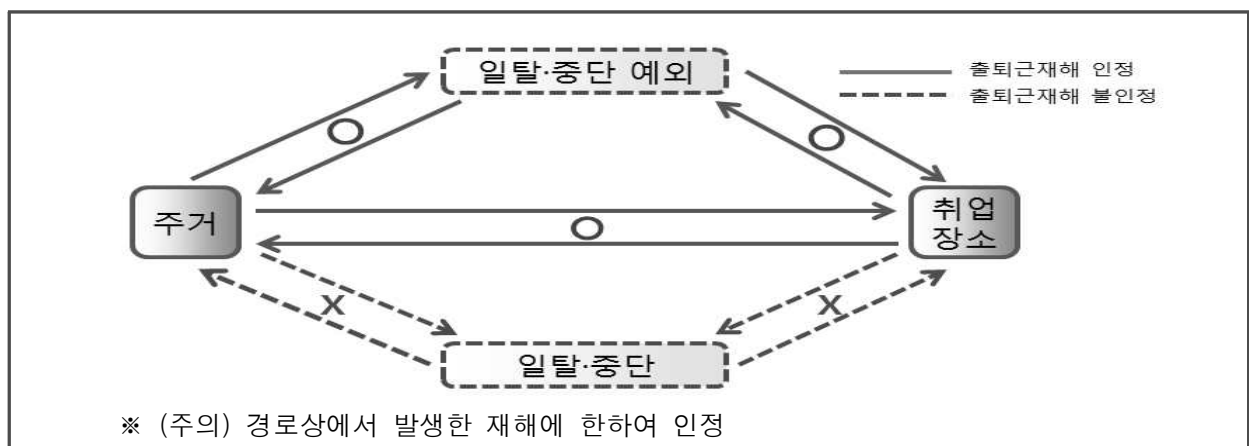 일탈·중단 예외
출퇴근재해 인정
출퇴근재해 불인정
주거
취업
장소
X
X
일탈·중단
※ (주의) 경로상에서 발생한 재해에 한하여 인정